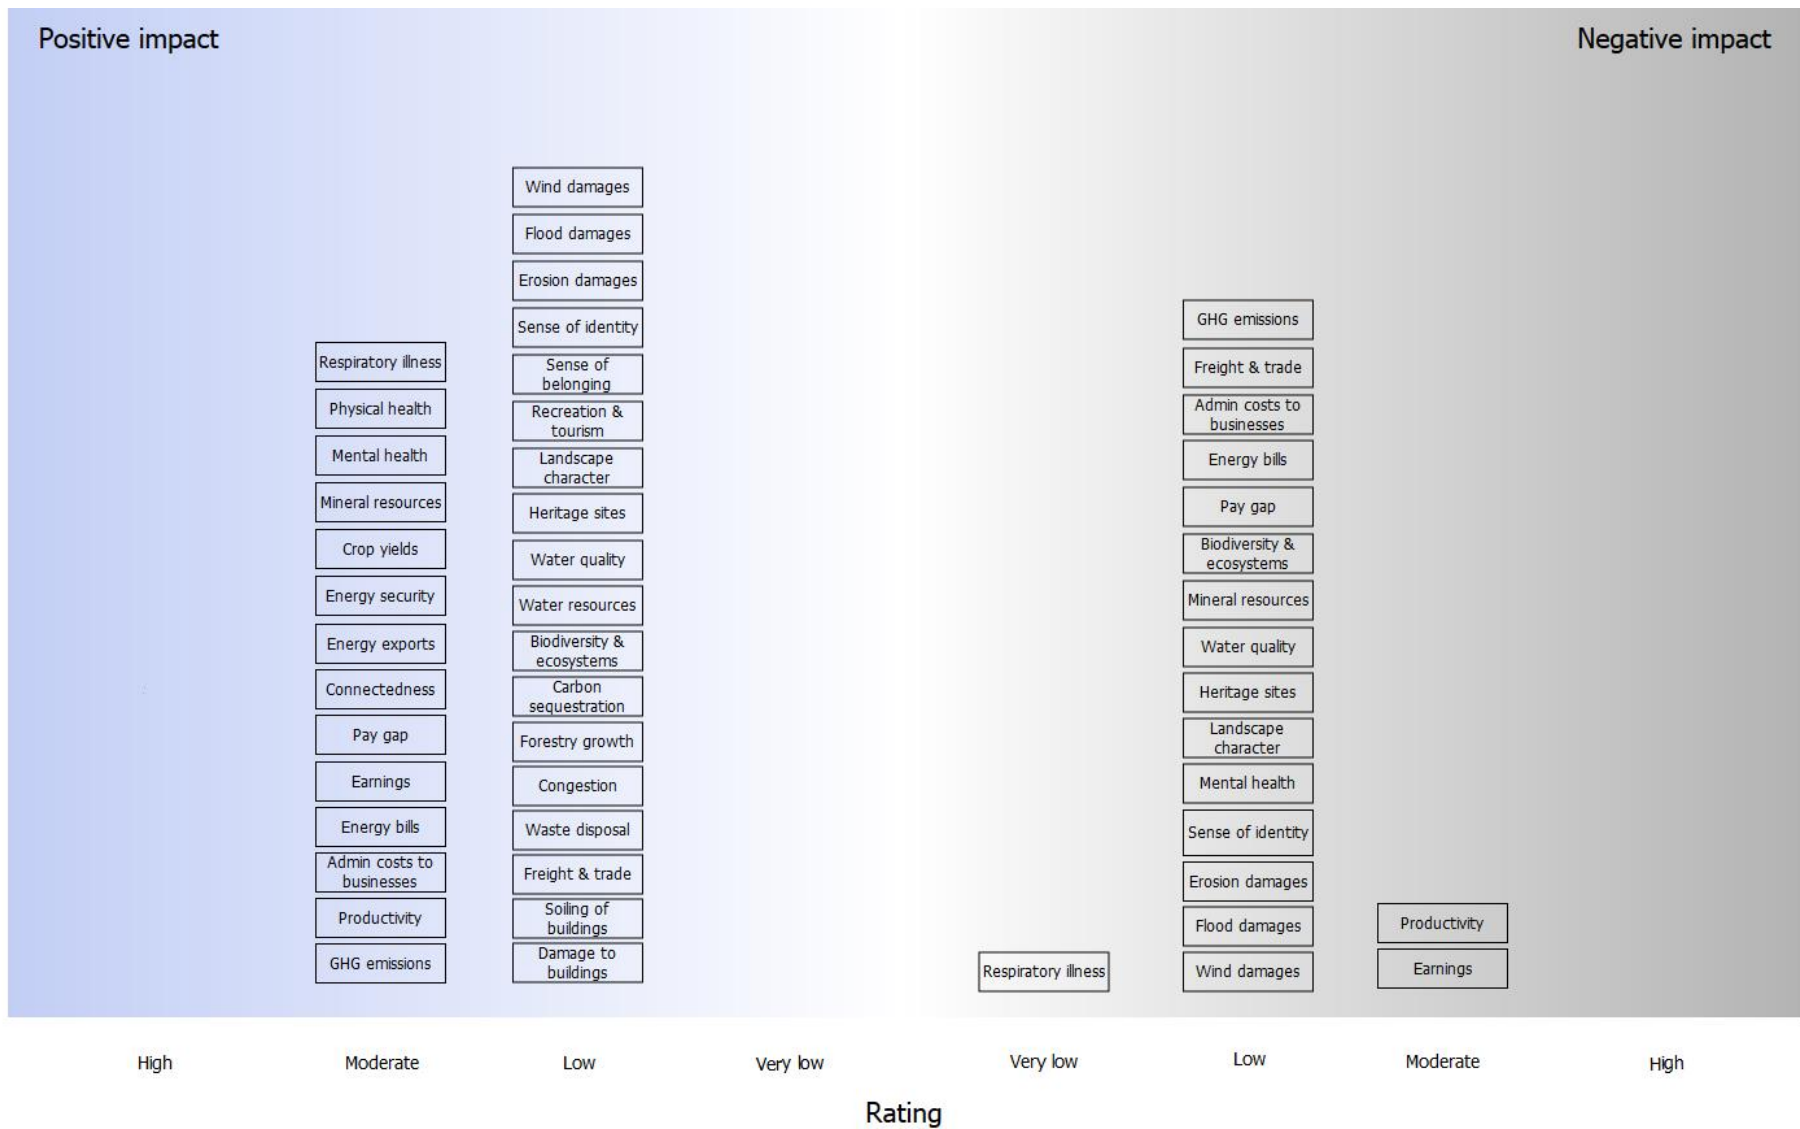 Positive impact
Negative impact
Respiratory illness
Physical health
Mental health
Mineral resources
Crop yields
Energy security
Energy exports
Connectedness
Pay gap
Earnings
Energy bills
Admin costs to
businesses
Productivity
GHG emissions
Wind damages
Flood damages
Erosion damages
Sense of identity
Sense of
belonging
Recreation &
tourism
Landscape
character
Heritage sites
Water quality
Water resources
Biodiversity &
ecosystems
Carbon
sequestration
Forestry growth
Congestion
Waste disposal
Freight & trade
Soiling of
buildings
Damage to
buildings
Respiratory illness
GHG emissions
Freight & trade
Admin costs to
businesses
Energy bills
Pay gap
Biodiversity &
ecosystems
Mineral resources
Water quality
Heritage sites
Landscape
character
Mental health
Sense of identity
Erosion damages
Flood damages
Wind damages
Productivity
Earnings
High
Moderate
Low
Very low
Very low
Low
Moderate
High
Rating